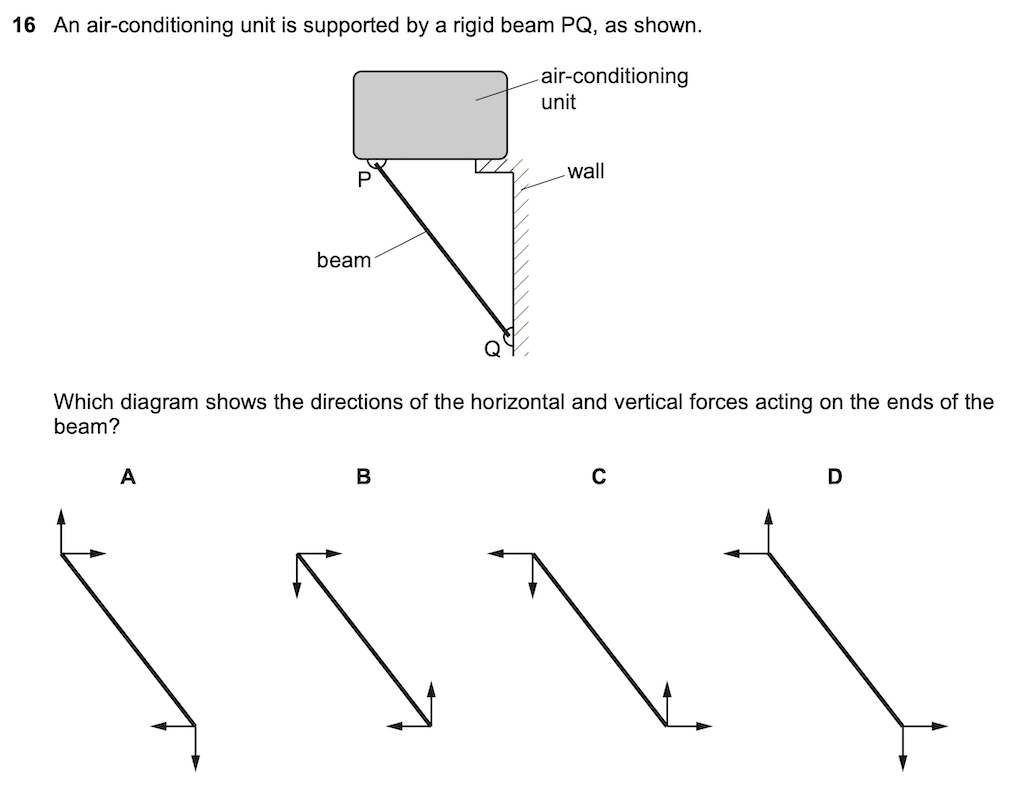 16 An air-conditioning unit is supported by a rigid beam PQ, as shown.
air-conditioning
unit
wall
P
beam
Q
Which diagram shows the directions of the horizontal and vertical forces acting on the ends of the
beam?
A B C D